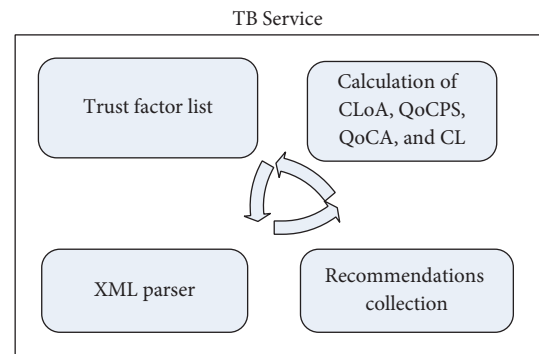 TB Service
Trust factor list
Calculation of
CLoA, QoCPS,
QoCA, and CL
XML parser
Recommendations
collection